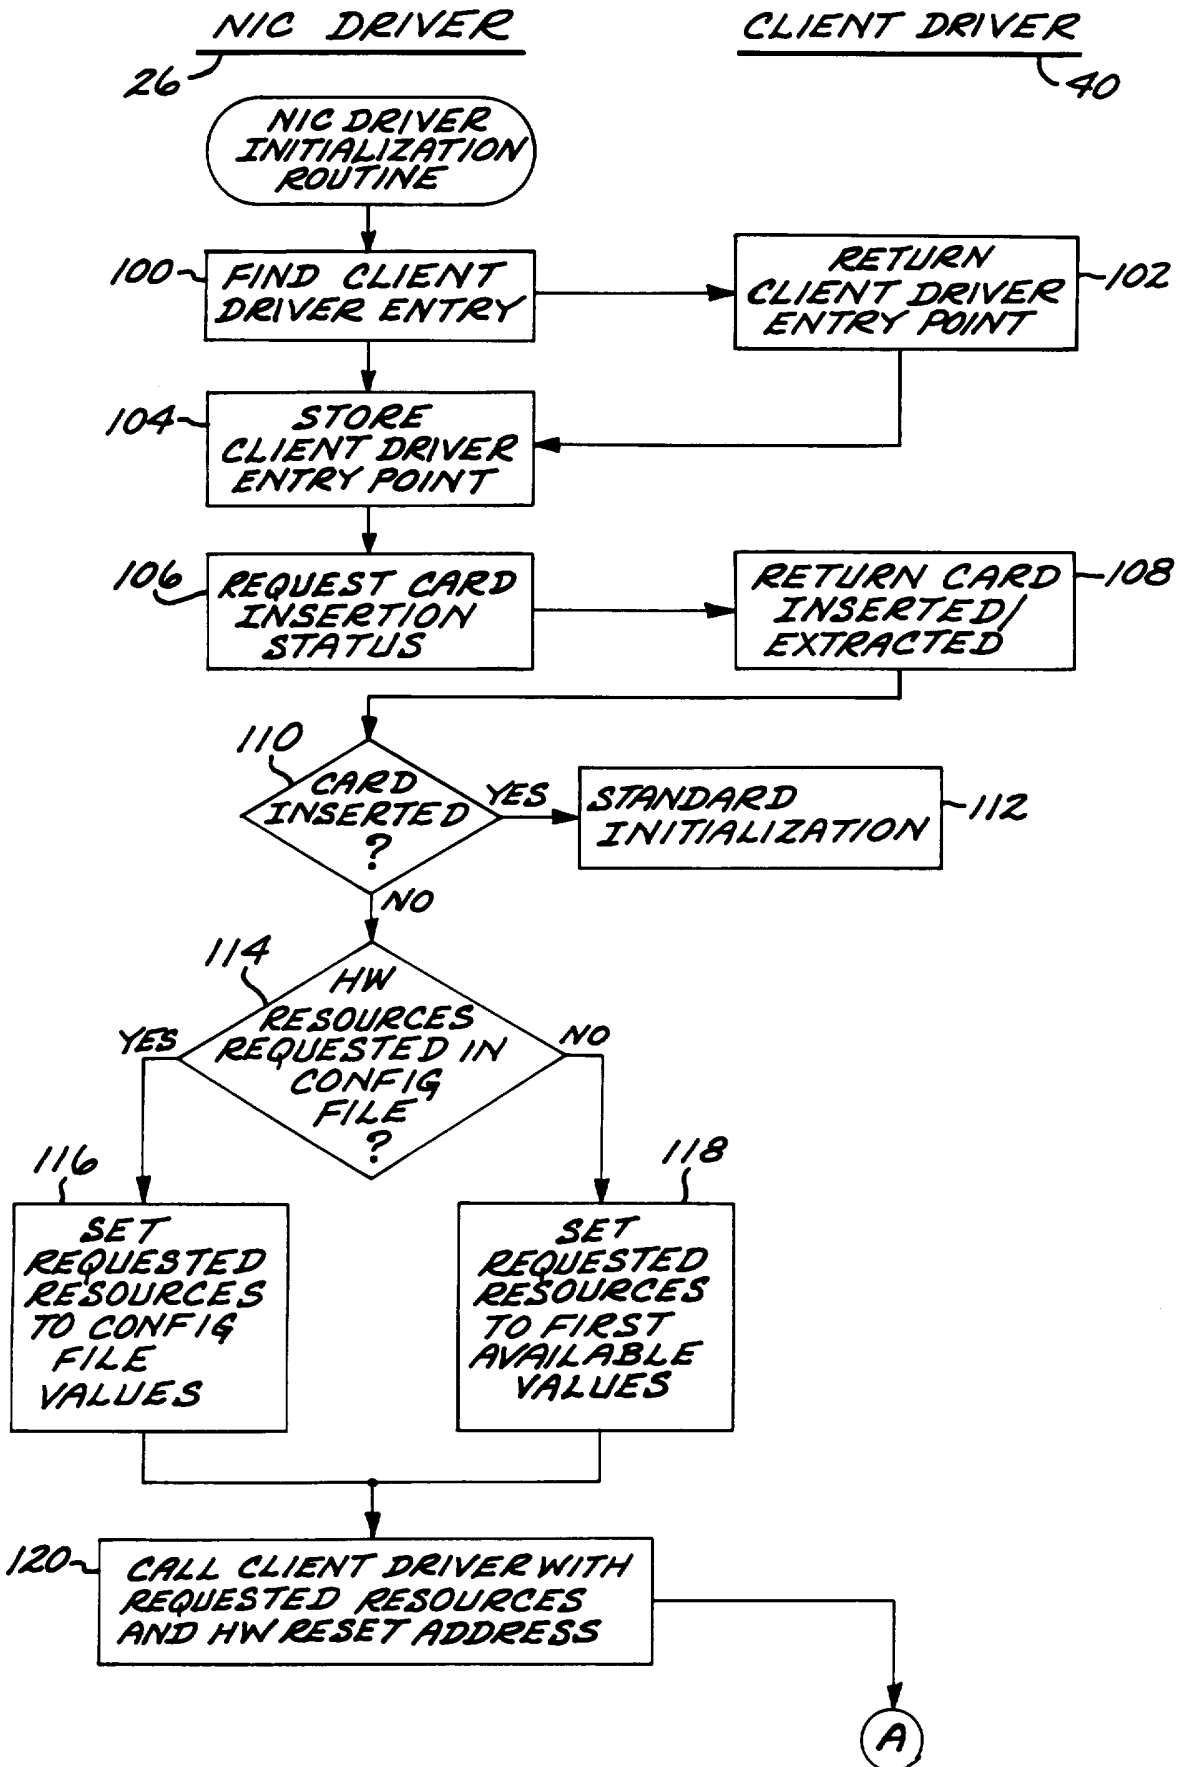 NIC DRIVER
CLIENT DRIVER
26
40
NIC DRIVER
INITIALIZATION
ROUTINE
100
FIND CLIENT
DRIVER ENTRY
RETURN
CLIENT DRIVER
ENTRY POINT
102
104
STORE
CLIENT DRIVER
ENTRY POINT
106
REQUEST CARD
INSERTION
STATUS
RETURN CARD
INSERTED/
EXTRACTED
108
110
CARD
INSERTED
?
YES
STANDARD
INITIALIZATION
112
NO
114
HW
RESOURCES
REQUESTED IN
CONFIG
FILE
?
YES
NO
116
SET
REQUESTED
RESOURCES
TO CONFIG
FILE
VALUES
118
SET
REQUESTED
RESOURCES
TO FIRST
AVAILABLE
VALUES
120
CALL CLIENT DRIVER WITH
REQUESTED RESOURCES
AND HW RESET ADDRESS
A